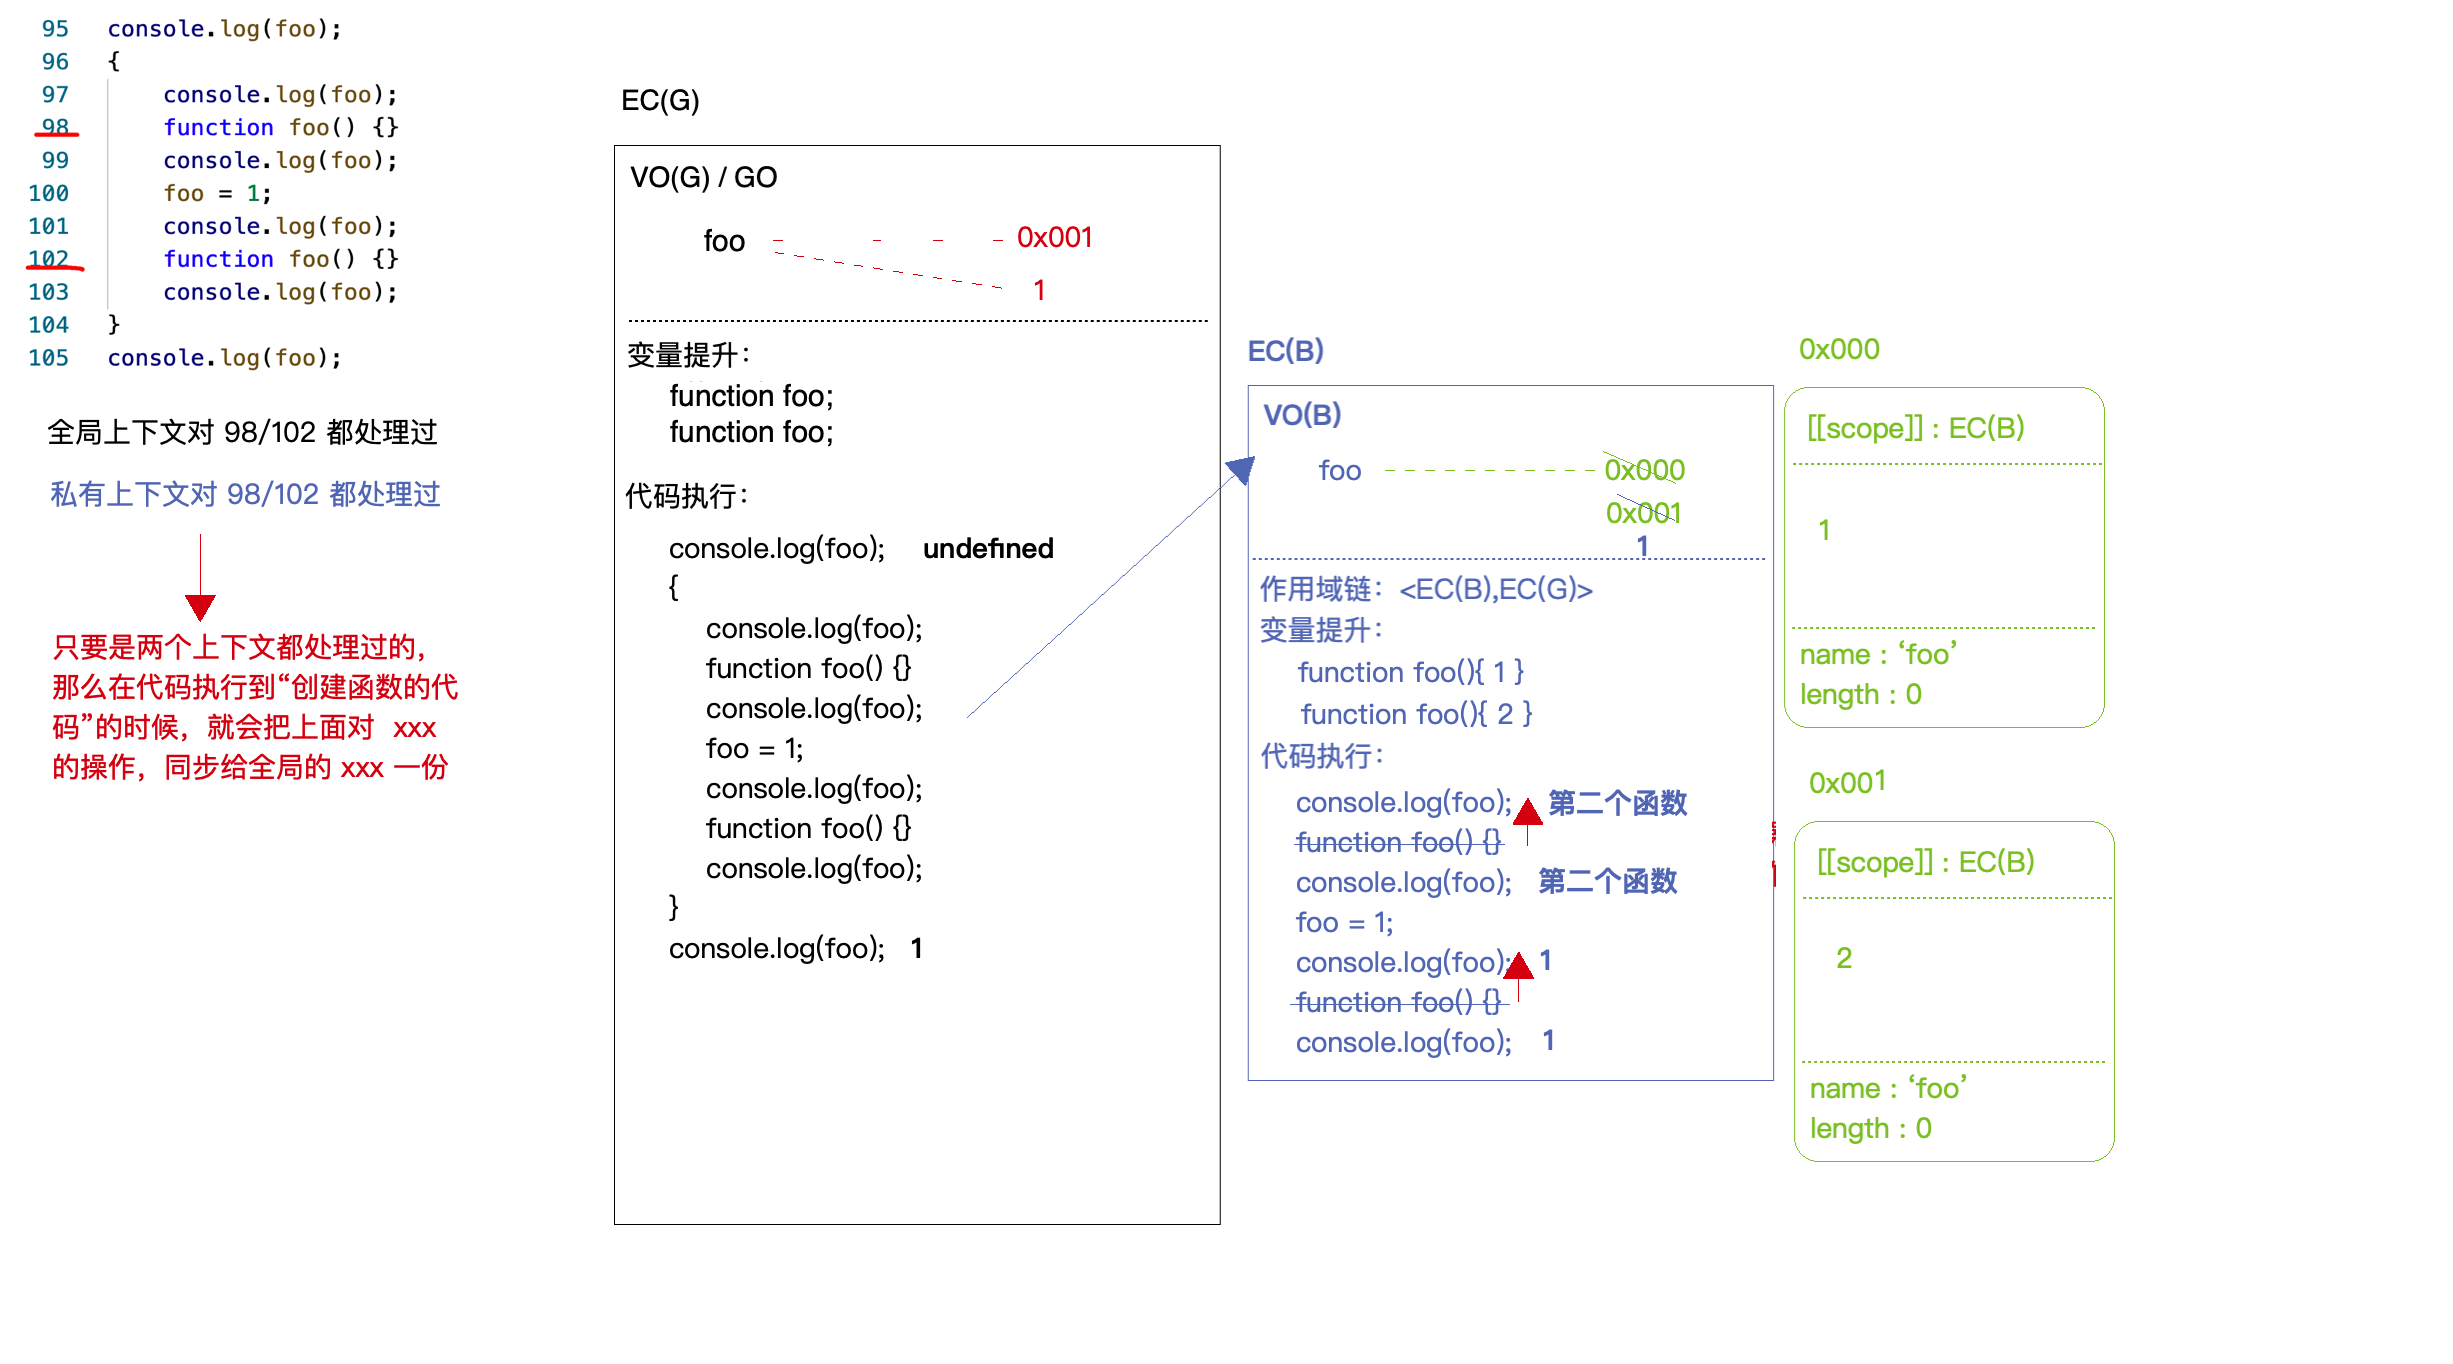 95 console.log(foo);
96 {
97 console.log(foo);
98 function foo() {}
99 console.log(foo);
100 foo = 1;
101 console.log(foo);
102 function foo() {}
103 console.log(foo);
104 }
105 console.log(foo);
全局上下文对 98/102 都处理过
私有上下文对 98/102 都处理过
只要是两个上下文都处理过的，
那么在代码执行到“创建函数的代
码”的时候，就会把上面对 xxx
的操作，同步给全局的 xxx 一份
EC(G)
VO(G) / GO
foo 0x001
1
变量提升：
function foo;
function foo;
代码执行：
console.log(foo); undefined
{
console.log(foo);
function foo() {}
console.log(foo);
foo = 1;
console.log(foo);
function foo() {}
console.log(foo);
}
console.log(foo); 1
EC(B)
VO(B)
foo 0x000
0x001
1
作用域链：<EC(B),EC(G)>
变量提升：
function foo(){ 1 }
function foo(){ 2 }
代码执行：
console.log(foo); 第二个函数
function foo() {}
console.log(foo); 第二个函数
foo = 1;
console.log(foo); 1
function foo() {}
console.log(foo); 1
0x000
[[scope]] : EC(B)
1
name : ‘foo’
length : 0
0x001
[[scope]] : EC(B)
2
name : ‘foo’
length : 0